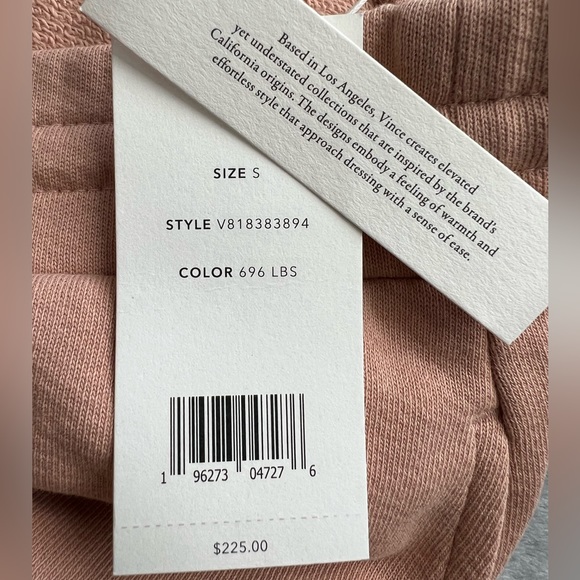 Based in Los Angeles, Vince creates elevated
yet understated collections that are inspired by the brand's
California origins. The designs embody a feeling of warmth and
effortless style that approach dressing with a sense of ease.
SIZE S
STYLE V818383894
COLOR 696 LBS
1 96273 04727 6
$225.00